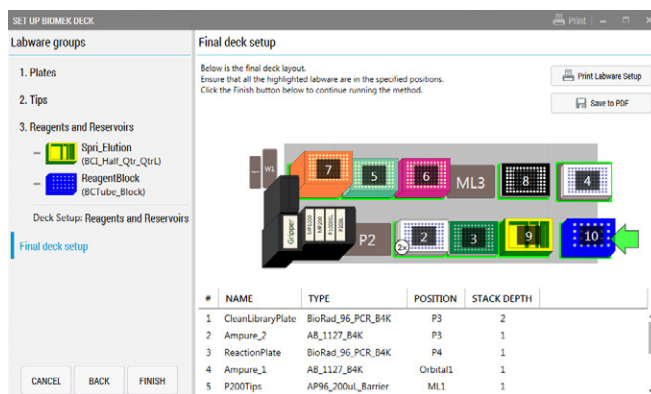 SET UP BIOMEK DECK
Print
Labware groups
Final deck setup
1. Plates
2. Tips
3. Reagents and Reservoirs
Spri_Elution
(BCI_Half_Qtr_QtrL)
ReagentBlock
(BCTube_Block)
Deck Setup: Reagents and Reservoirs
Final deck setup
Below is the final deck layout.
Ensure that all the highlighted labware are in the specified positions.
Click the Finish button below to continue running the method.
Print Labware Setup
Save to PDF
W1
7
5
6
ML3
8
4
Gripper
MP200
P1000XL
P200L
P2
2x
2
3
9
10
# NAME TYPE POSITION STACK DEPTH
1 CleanLibraryPlate BioRad_96_PCR_B4K P3 2
2 Ampure_2 AB_1127_B4K P3 1
3 ReactionPlate BioRad_96_PCR_B4K P4 1
4 Ampure_1 AB_1127_B4K Orbital1 1
5 P200Tips AP96_200uL_Barrier ML1 1
CANCEL BACK FINISH